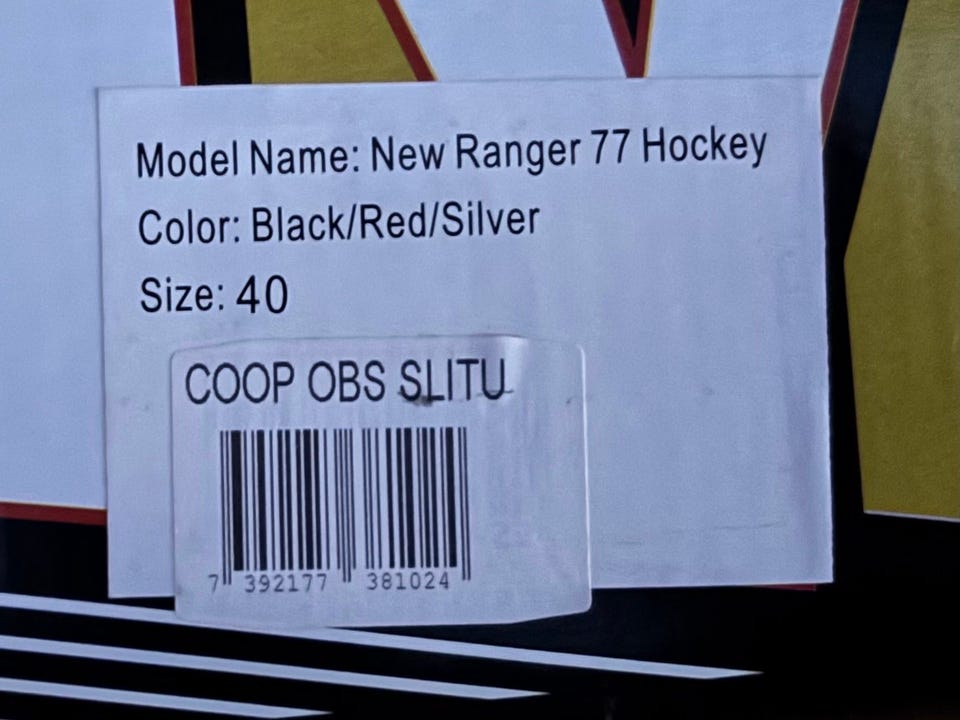 Model Name: New Ranger 77 Hockey
Color: Black/Red/Silver
Size: 40
COOP OBS SLITU
7 392177 381024